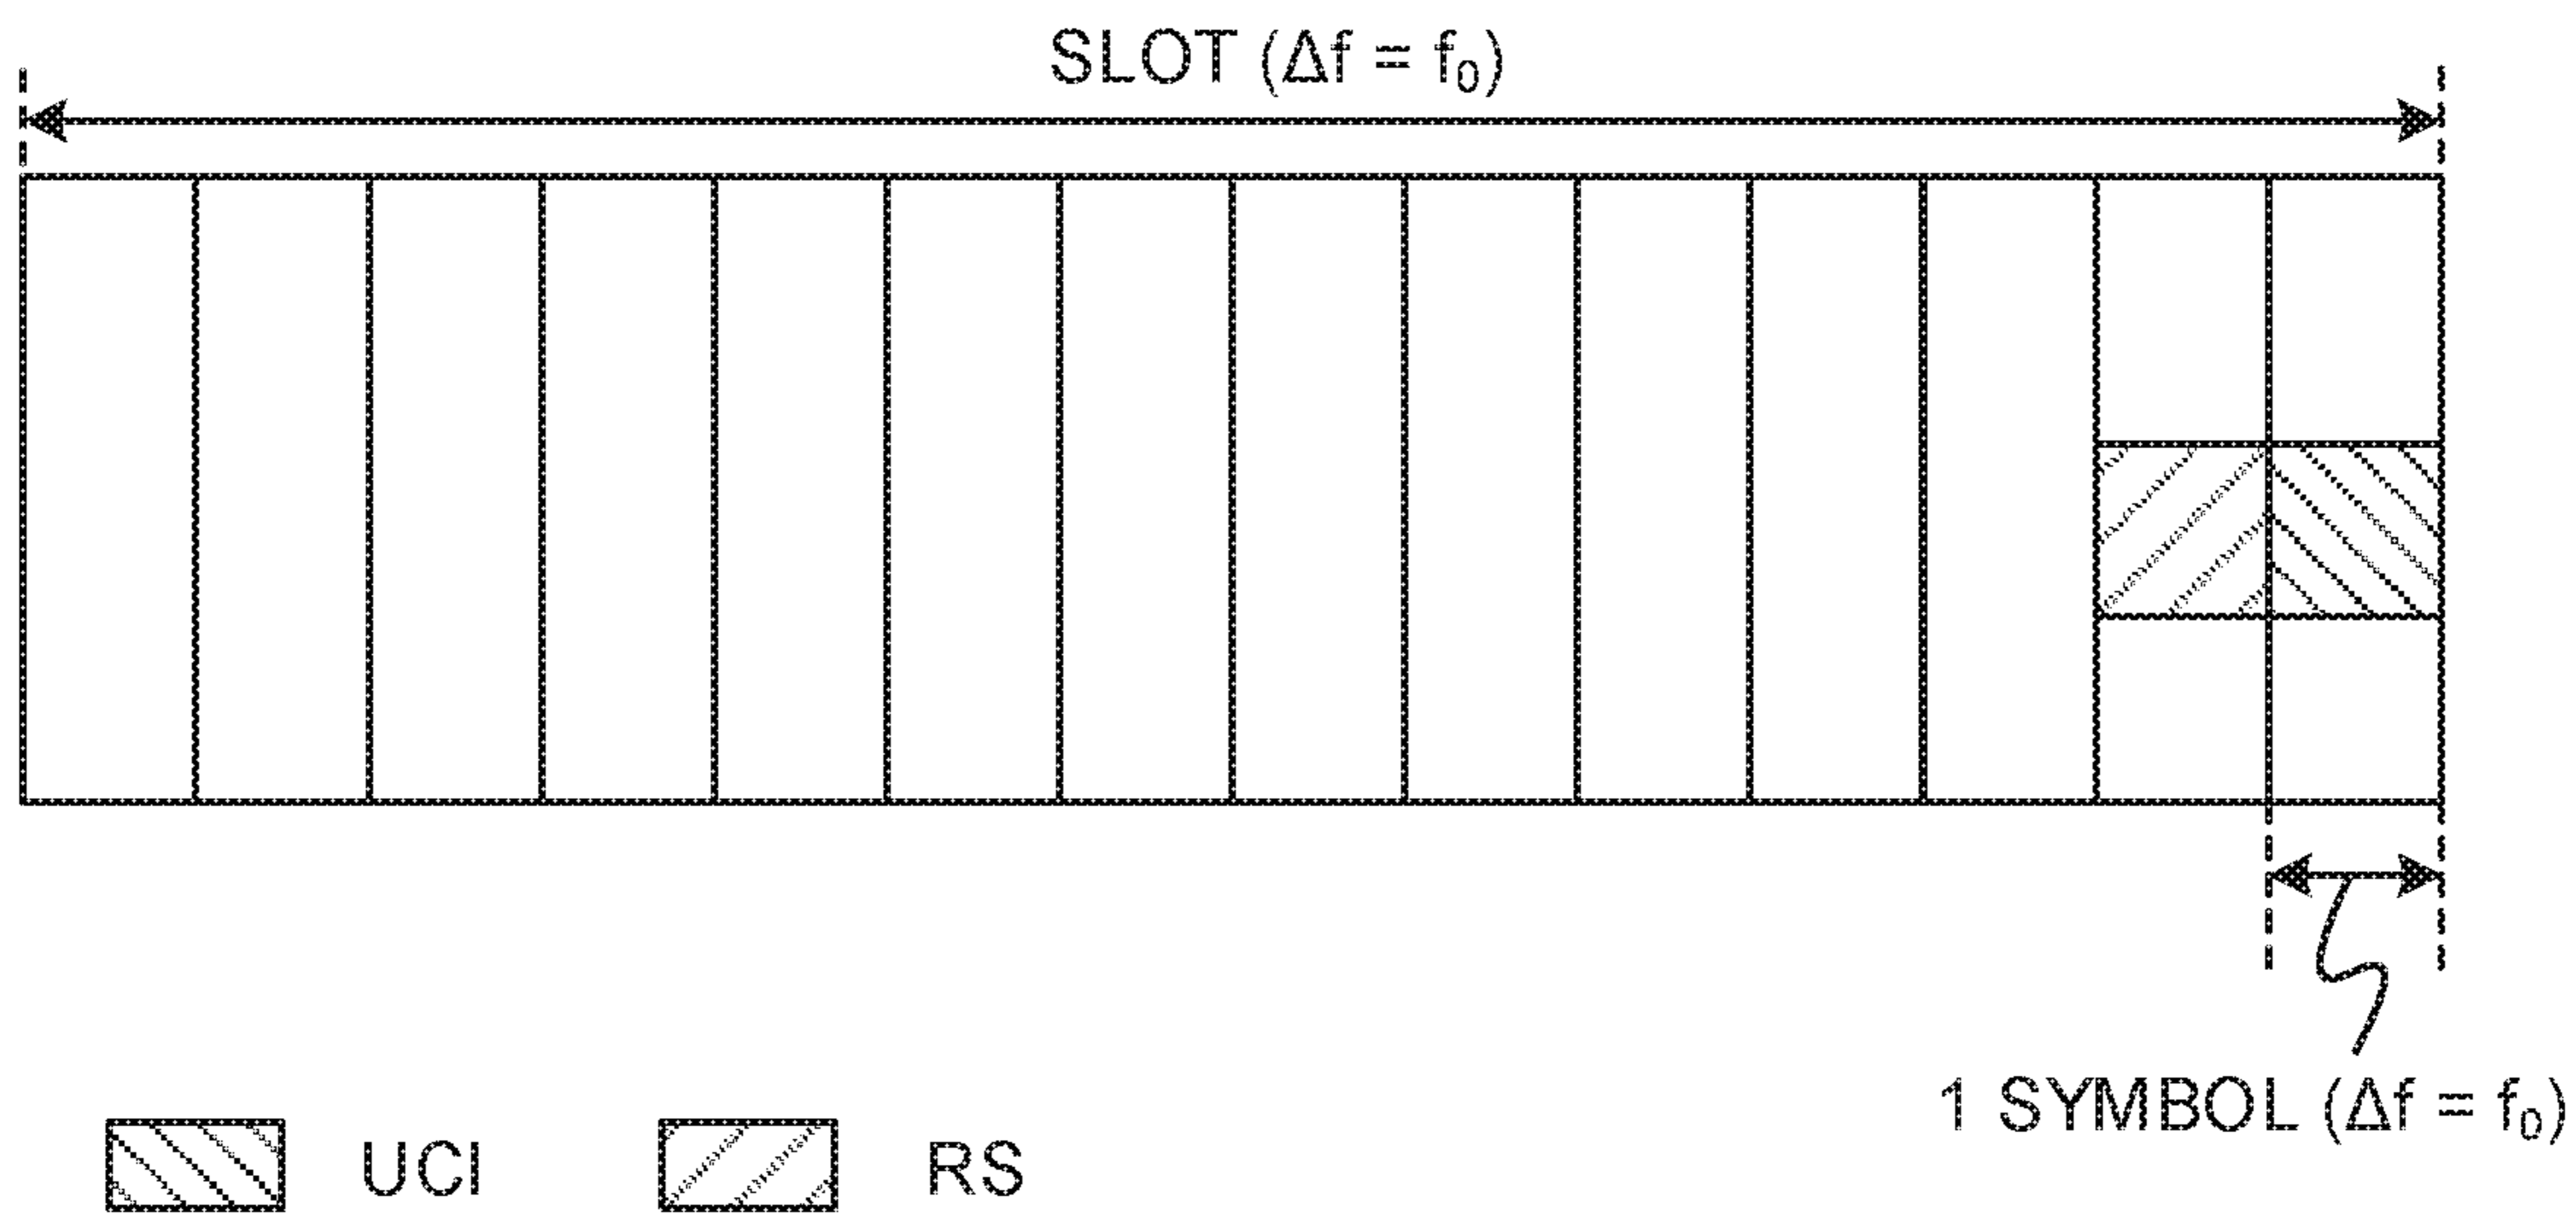 SLOT (Δf = f₀)
1 SYMBOL (Δf = f₀)
UCI
RS